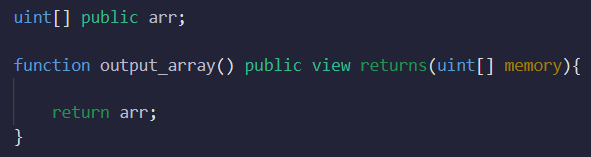 uint[] public arr;
function output_array() public view returns(uint[] memory){
return arr;
}